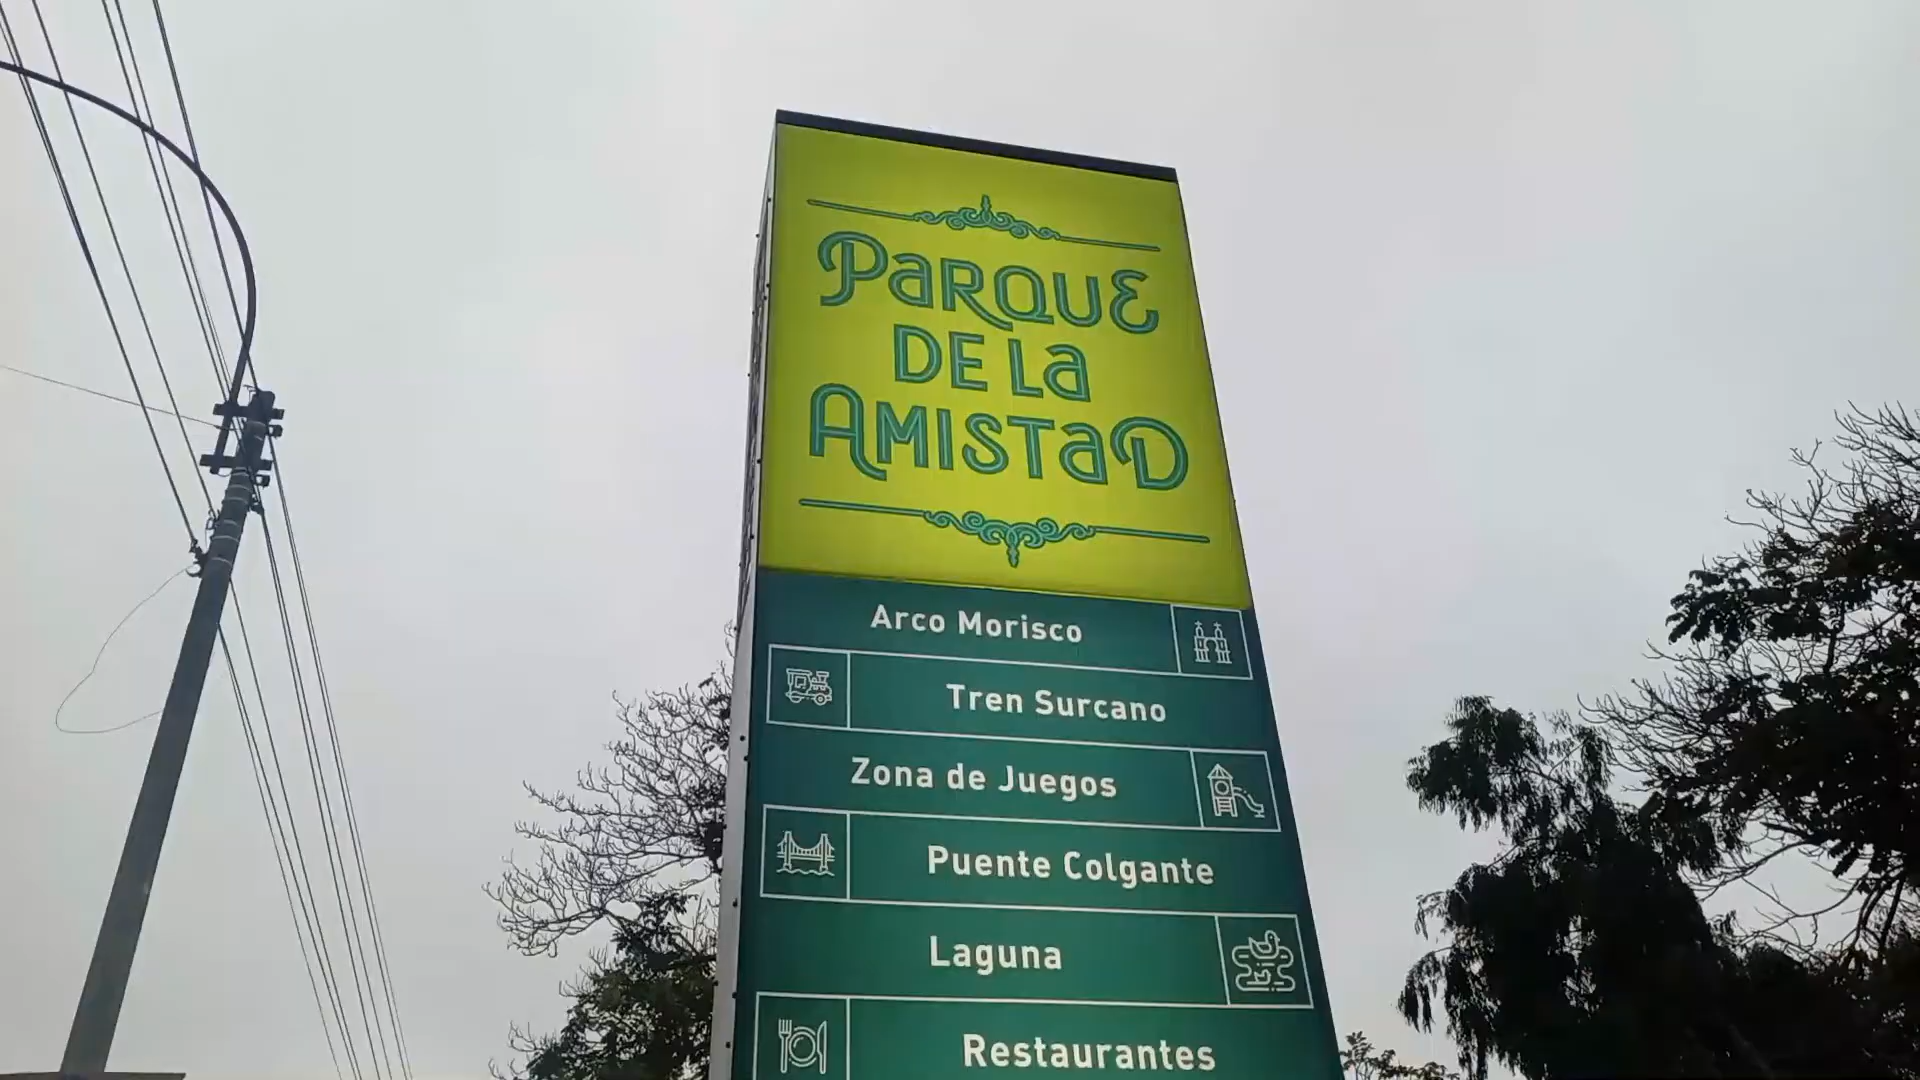 PARQUE
DE LA
AMISTAD
Arco Morisco
Tren Surcano
Zona de Juegos
Puente Colgante
Laguna
Restaurantes